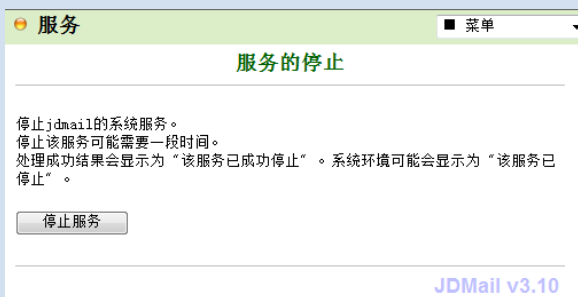 服务
■ 菜单
服务的停止
停止jdmail的系统服务。
停止该服务可能需要一段时间。
处理成功结果会显示为“该服务已成功停止”。系统环境可能会显示为“该服务已
停止”。
停止服务
JDMail v3.10